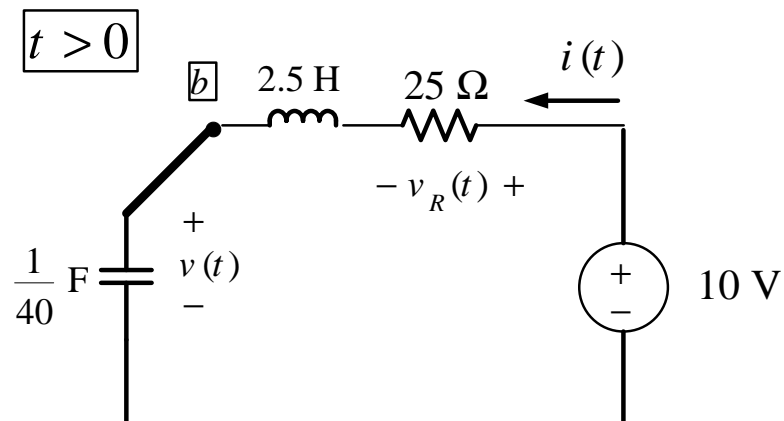 t > 0
b
2.5 H
25 Ω
i(t)
− v_R(t) +
+
v(t)
−
1/40 F
+
−
10 V